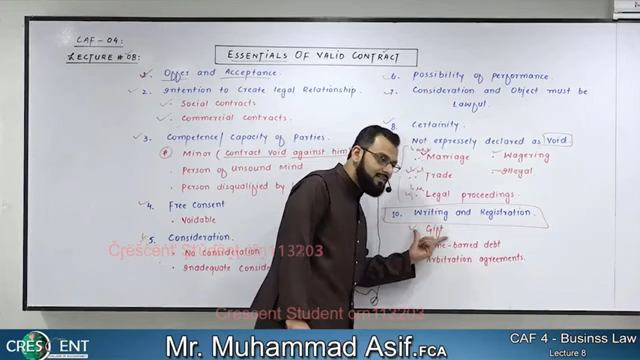 CAF - 04:
LECTURE # 08:
ESSENTIALS OF VALID CONTRACT
1. Offer and Acceptance.
2. Intention to Create legal Relationship.
Social contracts
Commercial contracts.
3. Competence/ Capacity of Parties.
Minor (contract void against him
Person of unsound mind
Person disqualified by
4. Free Consent
Voidable
5. Consideration.
No consideration
Inadequate
6. Possibility of performance.
7. Consideration and Object must be
Lawful.
8. Certainity.
Not expressely declared as Void
Marriage Wagering
Trade Illegal
Legal proceedings.
10. Writing and Registration.
Gift
debt
Arbitration agreements.
Crescent Student crn113203
Crescent Student crn113203
CRESCENT
Mr. Muhammad Asif.FCA
CAF 4 - Businss Law
Lecture 8